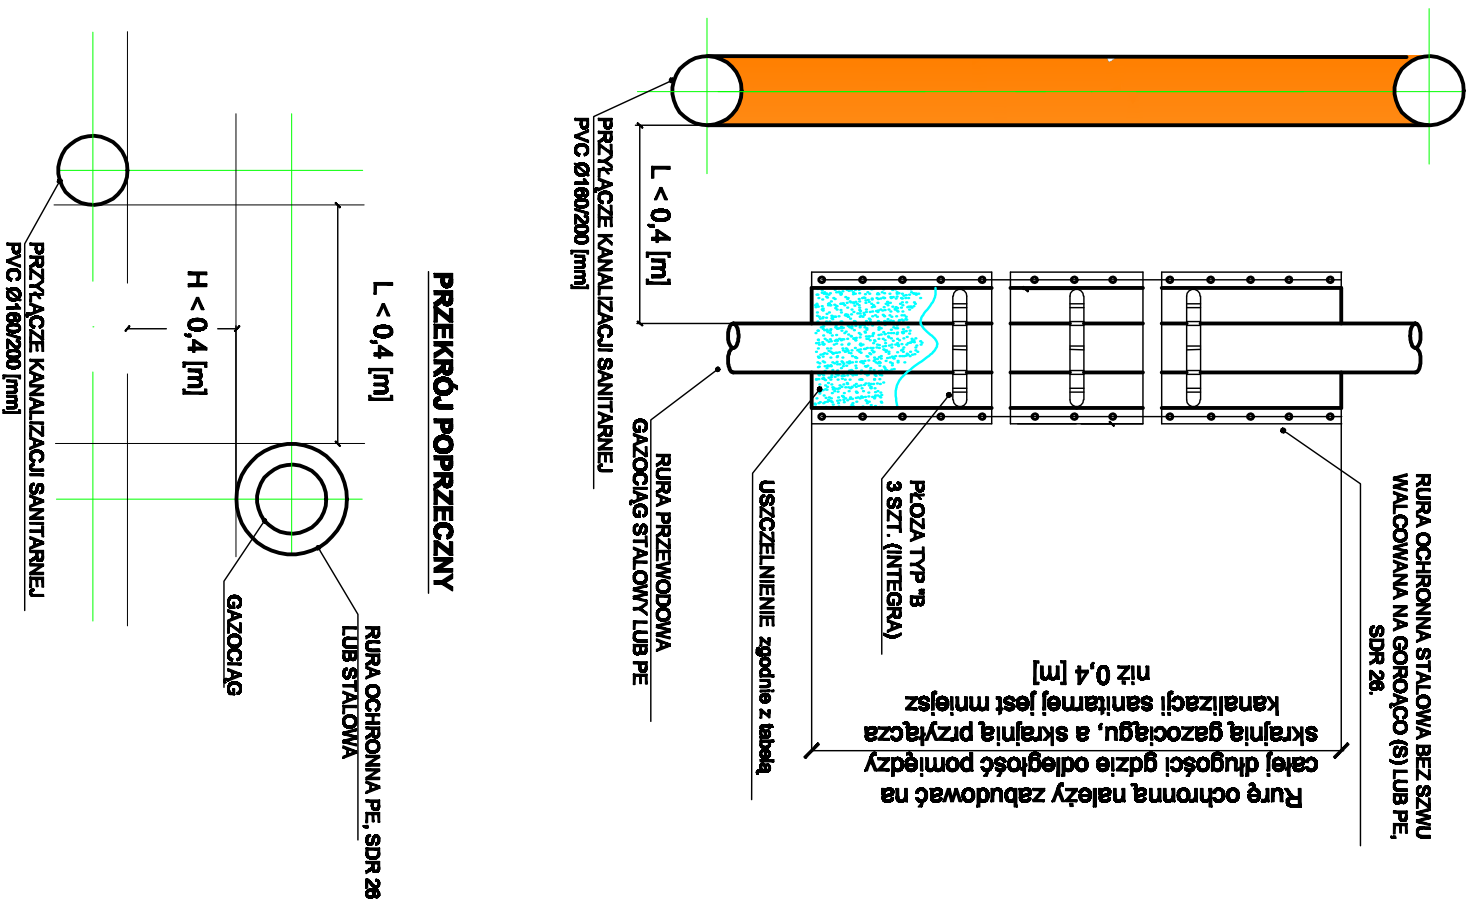 RURA OCHRONNA STALOWA BEZ SZWU
WALCOWANA NA GOROĄCO (S) LUB PE,
SDR 26.
PŁOZA TYP "B
3 SZT. (INTEGRA)
USZCZELNIENIE zgodnie z tabelą
RURA PRZEWODOWA
GAZOCIĄG STALOWY LUB PE
L < 0,4 [m]
PRZYŁĄCZE KANALIZACJI SANITARNEJ
PVC Ø160/200 [mm]
Rurę ochronną należy zabudować na
całej długości gdzie odległość pomiędzy
skrajnią gazociągu, a skrajnią przyłącza
kanalizacji sanitarnej jest mniejsz
niż 0,4 [m]
PRZEKRÓJ POPRZECZNY
L < 0,4 [m]
H < 0,4 [m]
RURA OCHRONNA PE, SDR 26
LUB STALOWA
GAZOCIĄG
PRZYŁĄCZE KANALIZACJI SANITARNEJ
PVC Ø160/200 [mm]